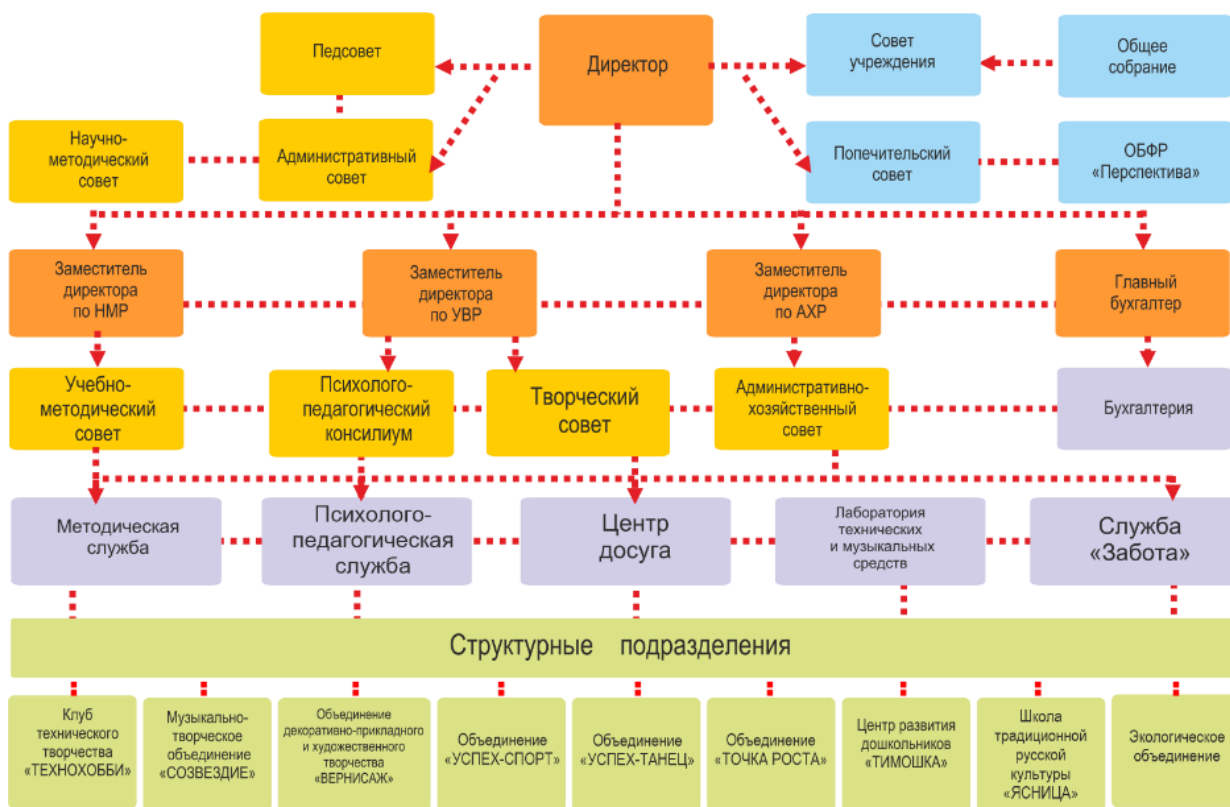 Педсовет
Директор
Совет
учреждения
Общее
собрание
Научно-
методический
совет
Административный
совет
Попечительский
совет
ОБФР
«Перспектива»
Заместитель
директора
по НМР
Заместитель
директора
по УВР
Заместитель
директора
по АХР
Главный
бухгалтер
Учебно-
методический
совет
Психолого-
педагогический
консилиум
Творческий
совет
Административно-
хозяйственный
совет
Бухгалтерия
Методическая
служба
Психолого-
педагогическая
служба
Центр
досуга
Лаборатория
технических
и музыкальных
средств
Служба
«Забота»
Структурные подразделения
Клуб
технического
творчества
«ТЕХНОХОББИ»
Музыкально-
творческое
объединение
«СОЗВЕЗДИЕ»
Объединение
декоративно-прикладного
и художественного
творчества
«ВЕРНИСАЖ»
Объединение
«УСПЕХ-СПОРТ»
Объединение
«УСПЕХ-ТАНЕЦ»
Объединение
«ТОЧКА РОСТА»
Центр развития
дошкольников
«ТИМОШКА»
Школа
традиционной
русской
культуры
«ЯСНИЦА»
Экологическое
объединение